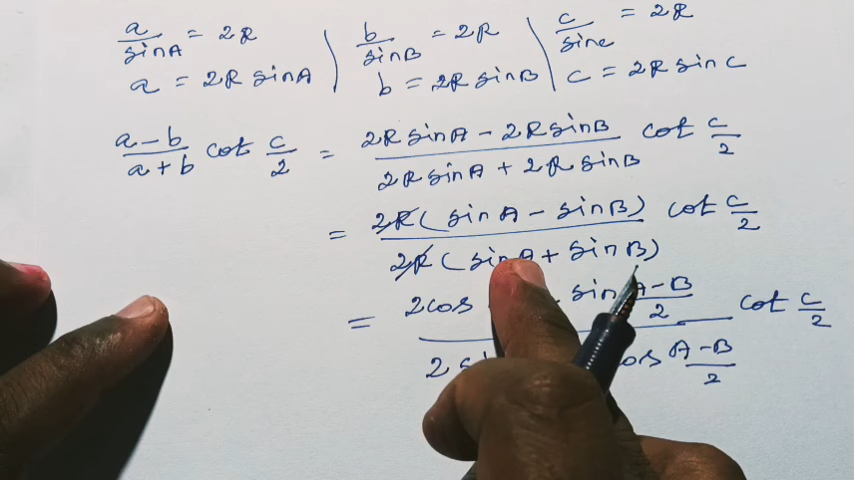 a/sinA = 2R | b/sinB = 2R | c/sinc = 2R
a = 2R sinA | b = 2R sinB | c = 2R sin C
a-b/a+b cot c/2 = 2R sinA - 2R sinB/2R sinA + 2R sinB cot c/2
= 2R(sinA - sinB)/2R(sinA + sinB) cot c/2
= 2cos sin A-B/2 cot c/2
2 cos A-B/2